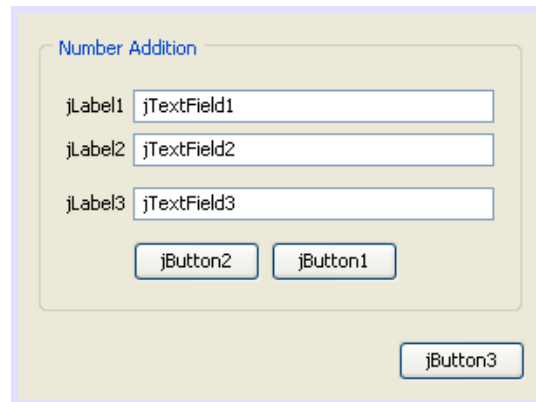 Number Addition
jLabel1 jTextField1
jLabel2 jTextField2
jLabel3 jTextField3
jButton2 jButton1
jButton3